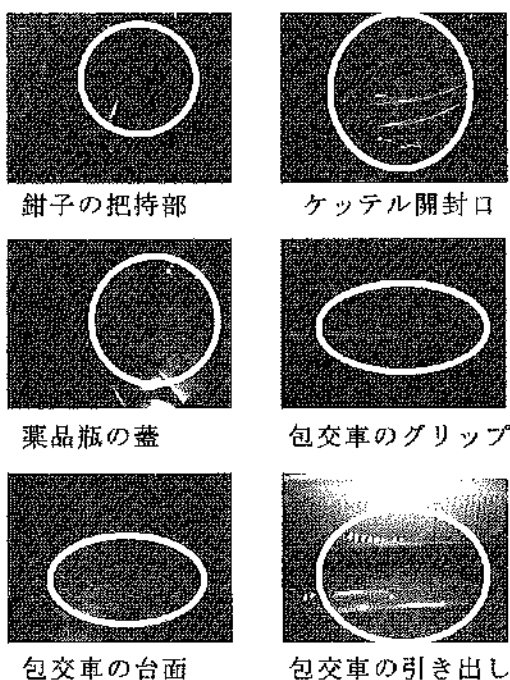 鉗子の把持部
ケッテル開封口
薬品瓶の蓋
包交車のグリップ
包交車の台面
包交車の引き出し